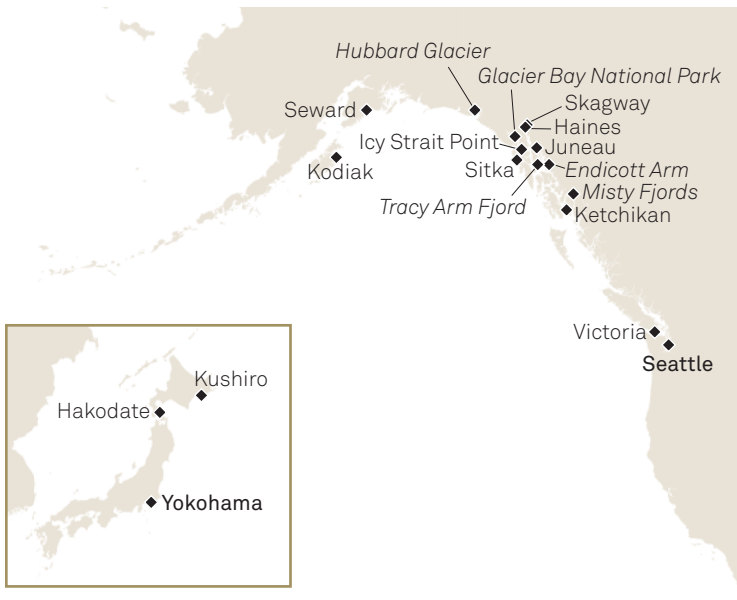 Hubbard Glacier
Glacier Bay National Park
Skagway
Seward
Haines
Icy Strait Point
Juneau
Kodiak
Sitka
Endicott Arm
Misty Fjords
Tracy Arm Fjord
Ketchikan
Victoria
Seattle
Kushiro
Hakodate
Yokohama